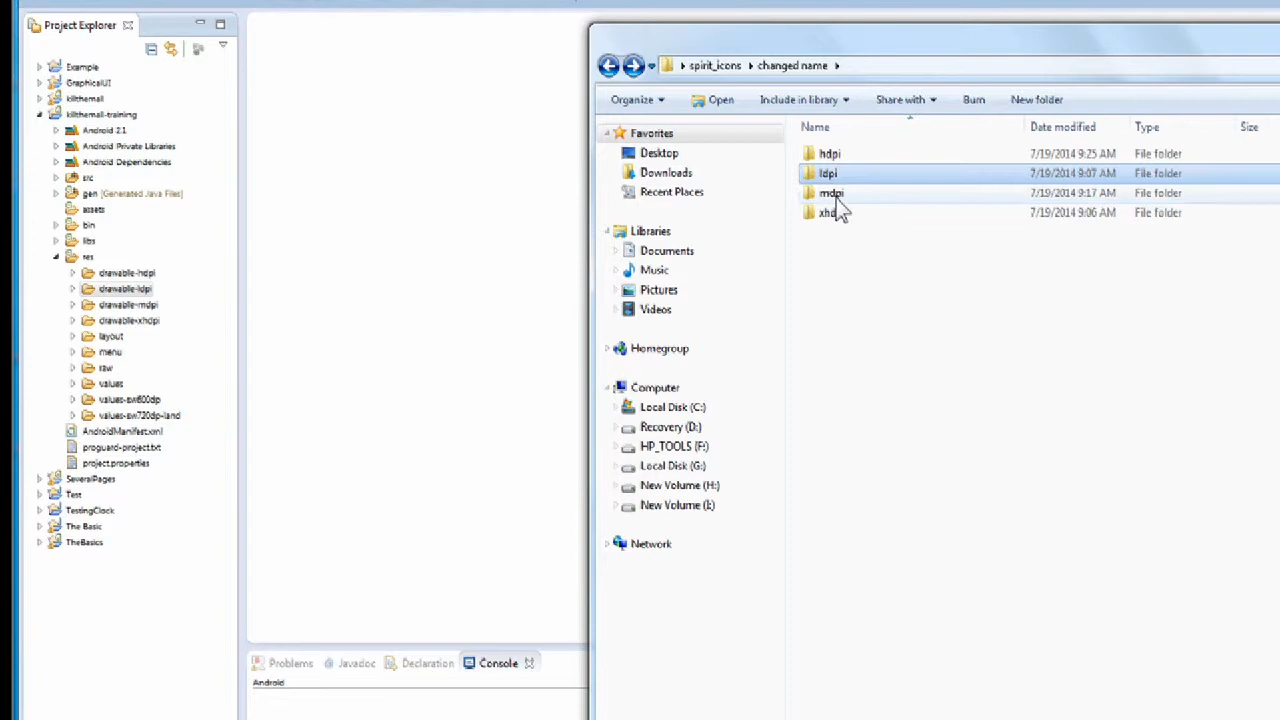 Project Explorer
Example
GraphicalUI
killthemall
killthemall-training
Android 2.1
Android Private Libraries
Android Dependencies
src
gen [Generated Java Files]
assets
bin
libs
res
drawable-hdpi
drawable-ldpi
drawable-mdpi
drawable-xhdpi
layout
menu
raw
values
values-sw600dp
values-sw720dp-land
AndroidManifest.xml
proguard-project.txt
project.properties
SeveralPages
Test
TestingClock
The Basic
TheBasics
Problems Javadoc Declaration Console
Android
spirit_icons changed name
Organize Open Include in library Share with Burn New folder
Favorites
Desktop
Downloads
Recent Places
Libraries
Documents
Music
Pictures
Videos
Homegroup
Computer
Local Disk (C:)
Recovery (D:)
HP_TOOLS (F:)
Local Disk (G:)
New Volume (H:)
New Volume (I:)
Network
Name Date modified Type Size
hdpi 7/19/2014 9:25 AM File folder
ldpi 7/19/2014 9:07 AM File folder
mdpi 7/19/2014 9:17 AM File folder
7/19/2014 9:06 AM File folder